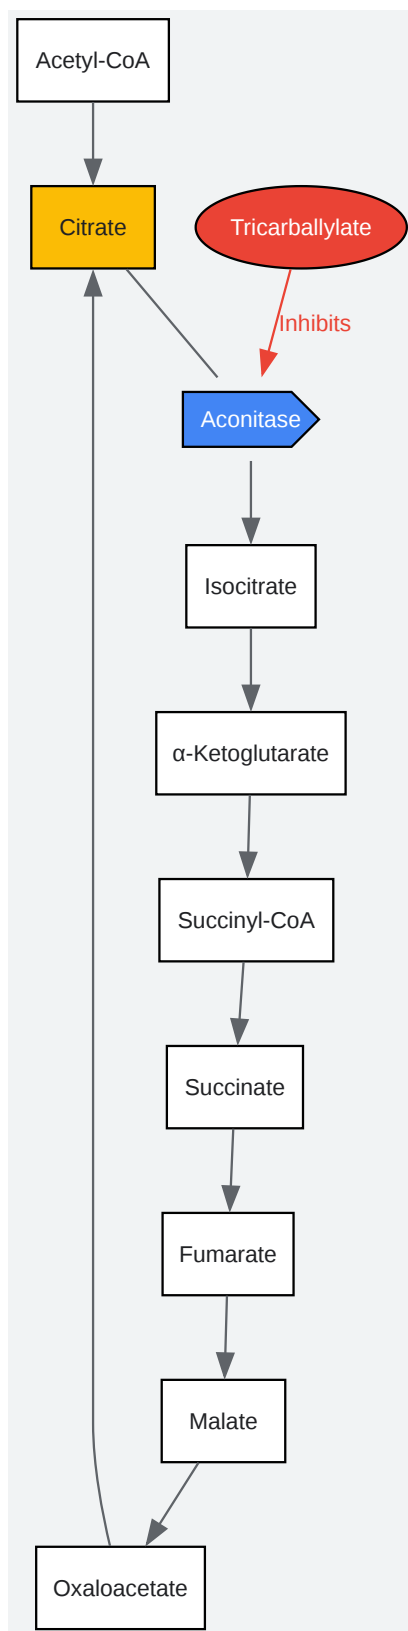 Acetyl-CoA
Citrate
Tricarballylate
Inhibits
Aconitase
Isocitrate
α-Ketoglutarate
Succinyl-CoA
Succinate
Fumarate
Malate
Oxaloacetate